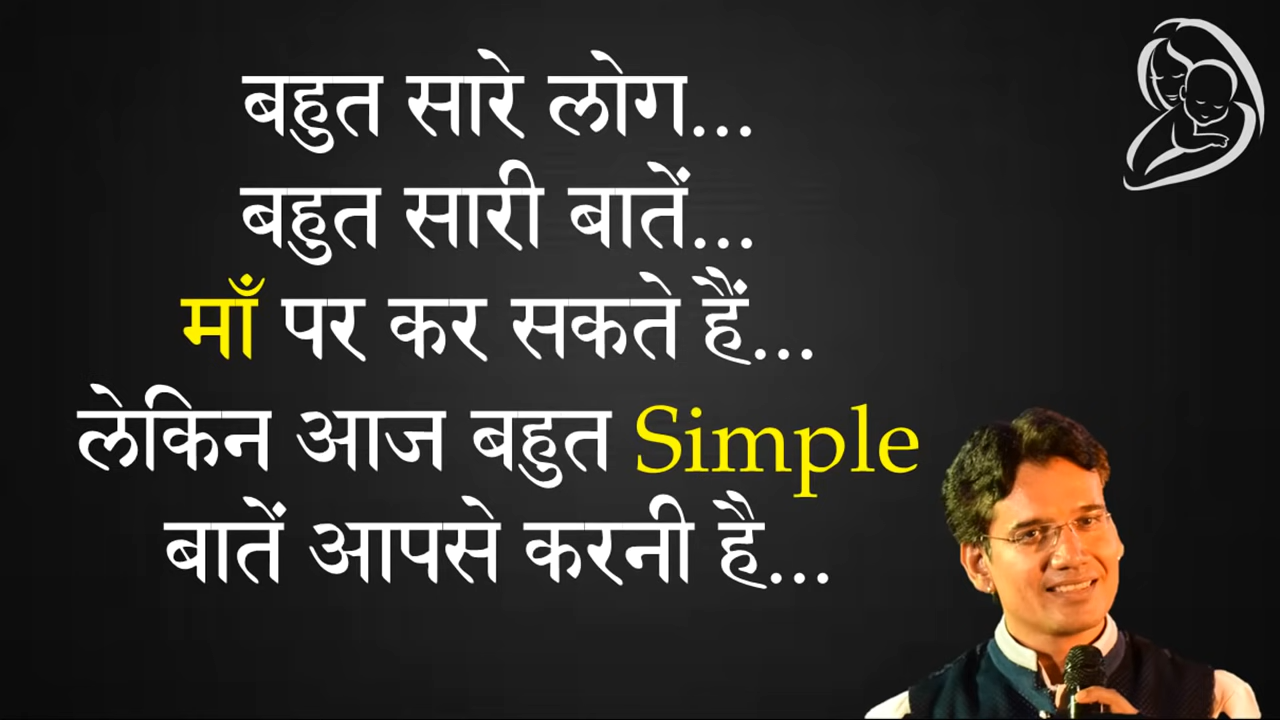 बहुत सारे लोग...
बहुत सारी बातें...
माँ पर कर सकते हैं...
लेकिन आज बहुत Simple
बातें आपसे करनी है...